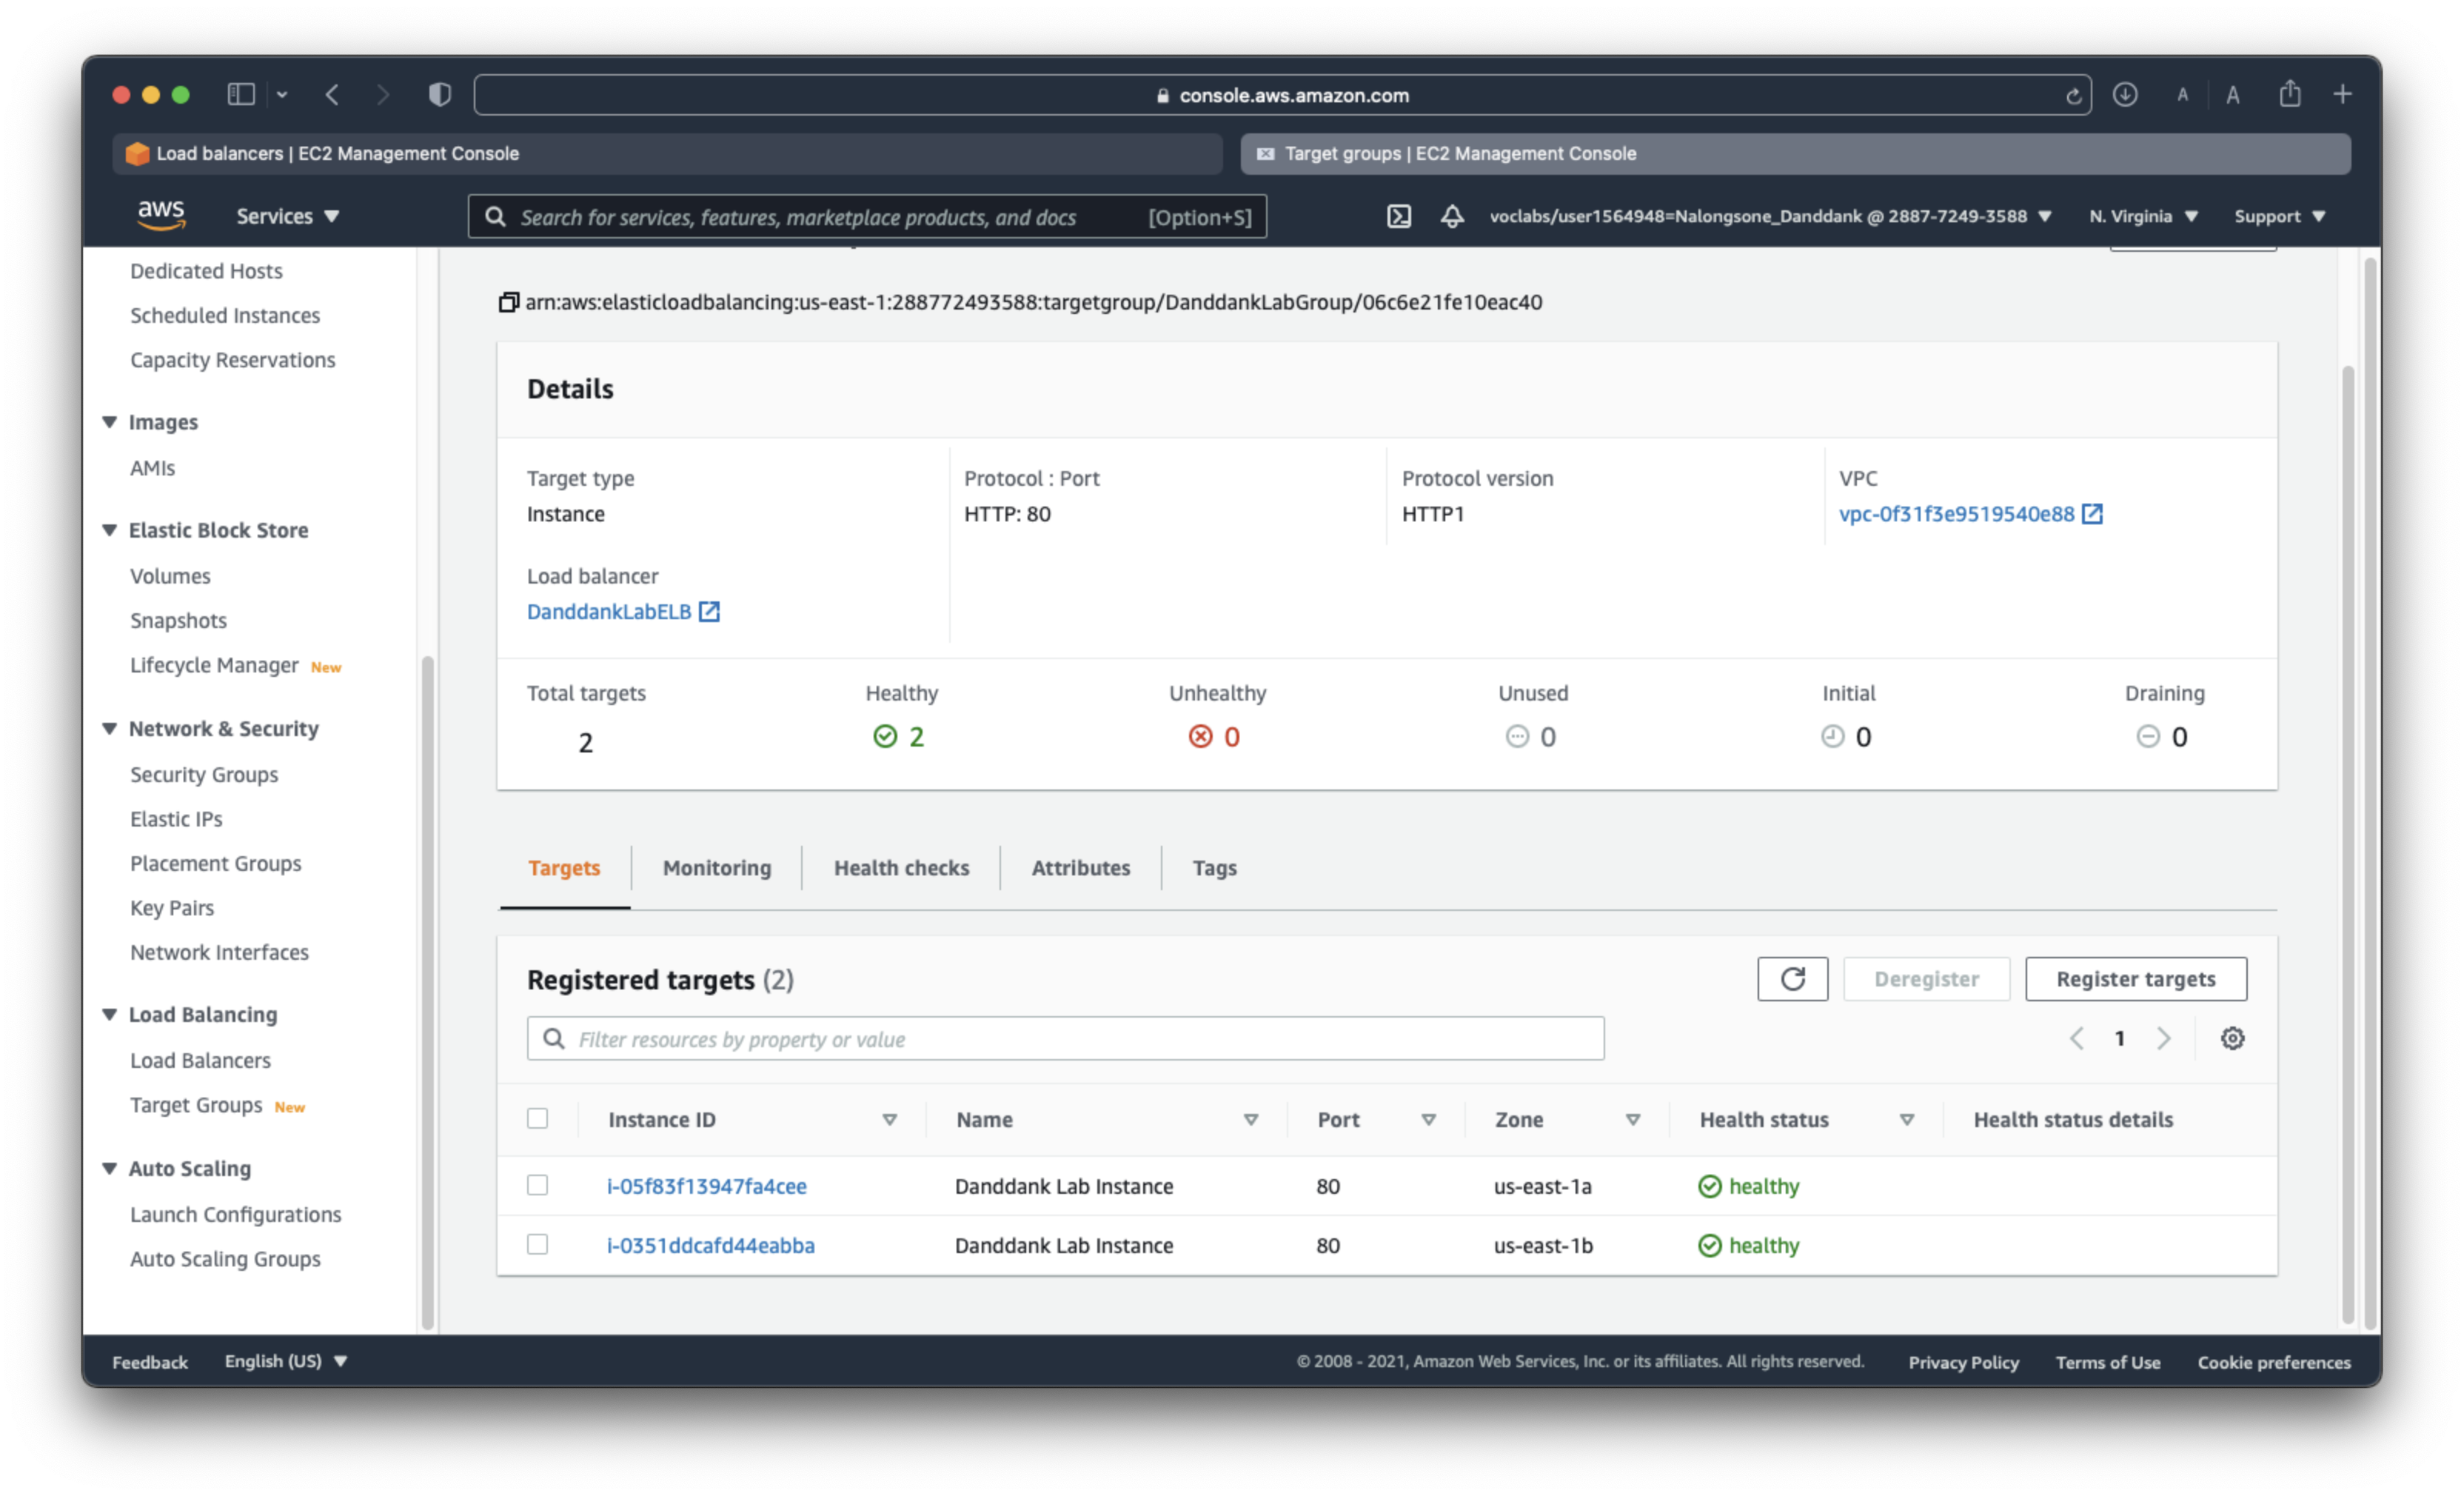 console.aws.amazon.com
A A
Load balancers | EC2 Management Console
Target groups | EC2 Management Console
aws
Services
Search for services, features, marketplace products, and docs [Option+S]
voclabs/user1564948=Nalongsone_Danddank @ 2887-7249-3588
N. Virginia
Support
Dedicated Hosts
Scheduled Instances
Capacity Reservations
Images
AMIs
Elastic Block Store
Volumes
Snapshots
Lifecycle Manager New
Network & Security
Security Groups
Elastic IPs
Placement Groups
Key Pairs
Network Interfaces
Load Balancing
Load Balancers
Target Groups New
Auto Scaling
Launch Configurations
Auto Scaling Groups
arn:aws:elasticloadbalancing:us-east-1:288772493588:targetgroup/DanddankLabGroup/06c6e21fe10eac40
Details
Target type
Instance
Protocol : Port
HTTP: 80
Protocol version
HTTP1
VPC
vpc-0f31f3e9519540e88
Load balancer
DanddankLabELB
Total targets
2
Healthy
2
Unhealthy
0
Unused
0
Initial
0
Draining
0
Targets
Monitoring
Health checks
Attributes
Tags
Registered targets (2)
Deregister
Register targets
Filter resources by property or value
1
Instance ID Name Port Zone Health status Health status details
i-05f83f13947fa4cee Danddank Lab Instance 80 us-east-1a healthy
i-0351ddcafd44eabba Danddank Lab Instance 80 us-east-1b healthy
Feedback
English (US)
© 2008 - 2021, Amazon Web Services, Inc. or its affiliates. All rights reserved.
Privacy Policy
Terms of Use
Cookie preferences